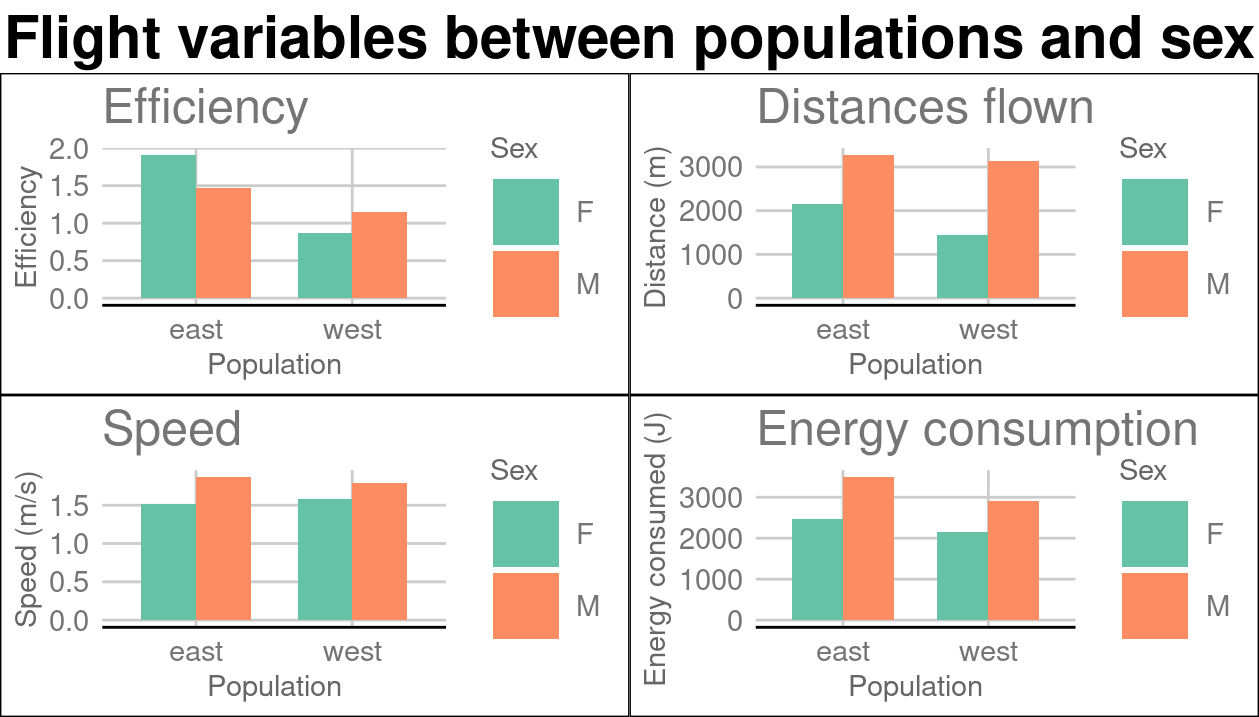 Flight variables between populations and sex
Efficiency
Efficiency
2.0
1.5
1.0
0.5
0.0
east west
Population
Sex
F
M
Distances flown
Distance (m)
3000
2000
1000
0
east west
Population
Sex
F
M
Speed
Speed (m/s)
1.5
1.0
0.5
0.0
east west
Population
Sex
F
M
Energy consumption
Energy consumed (J)
3000
2000
1000
0
east west
Population
Sex
F
M